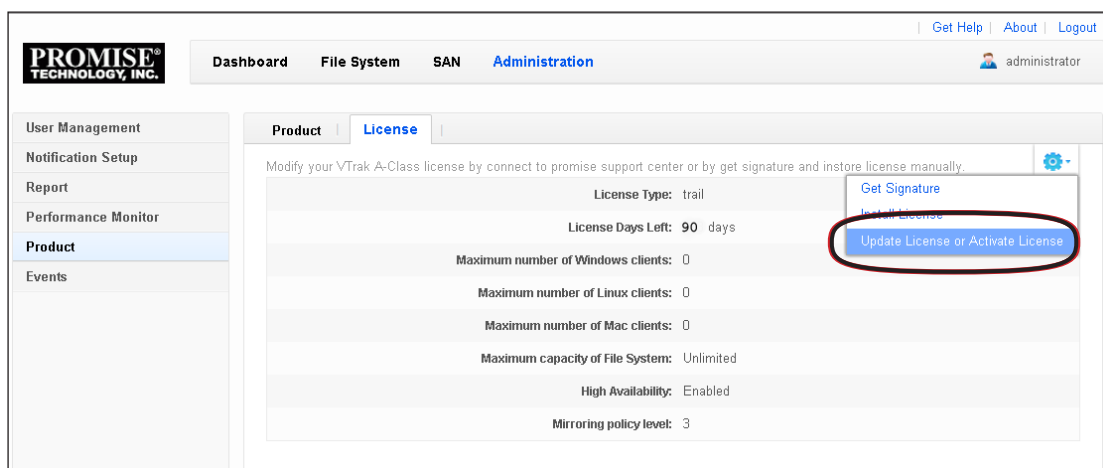 Get Help | About | Logout
PROMISE®
TECHNOLOGY, INC.
Dashboard File System SAN Administration administrator
User Management
Notification Setup
Report
Performance Monitor
Product
Events
Product License
Modify your VTrak A-Class license by connect to promise support center or by get signature and instore license manually.
Get Signature
Install License
Update License or Activate License
License Type: trail
License Days Left: 90 days
Maximum number of Windows clients: 0
Maximum number of Linux clients: 0
Maximum number of Mac clients: 0
Maximum capacity of File System: Unlimited
High Availability: Enabled
Mirroring policy level: 3